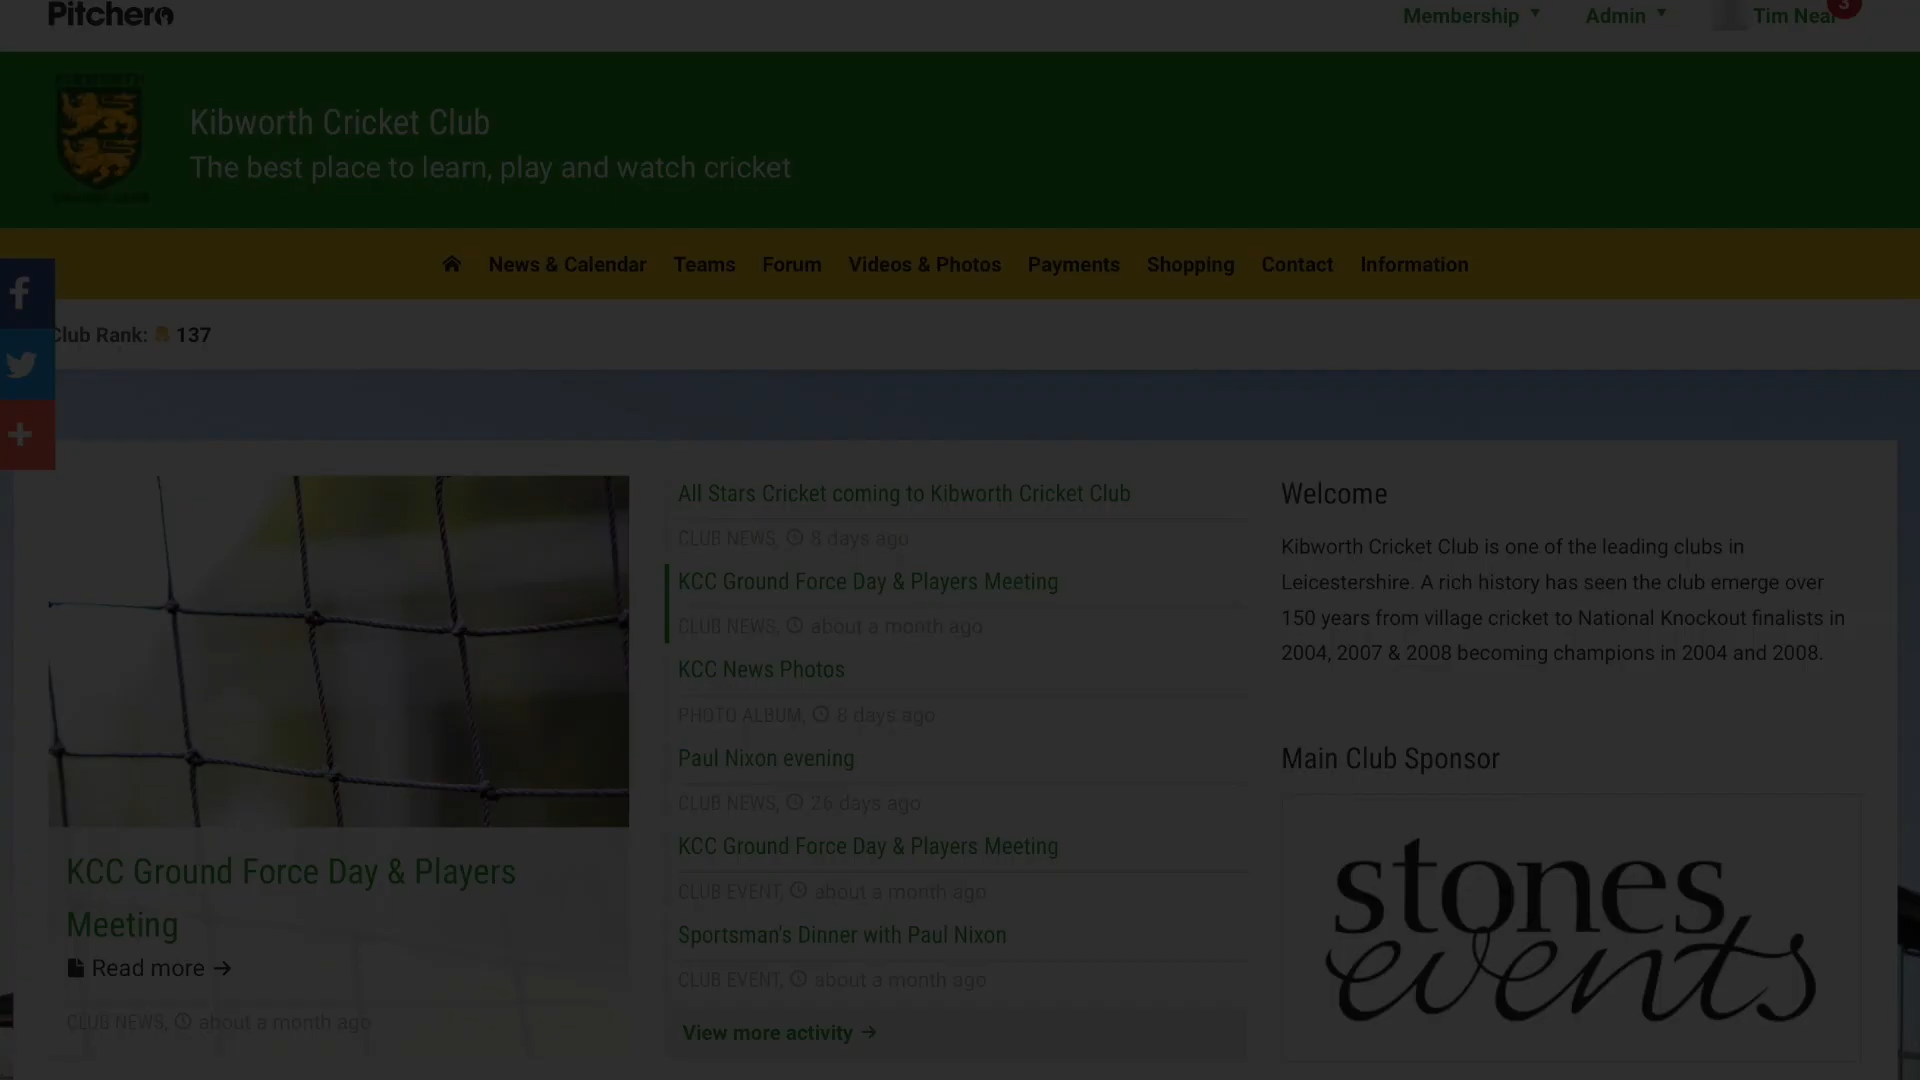 Pitchero
Membership
Admin
Tim Near
3
Kibworth Cricket Club
The best place to learn, play and watch cricket
News & Calendar
Teams
Forum
Videos & Photos
Payments
Shopping
Contact
Information
Club Rank: 137
KCC Ground Force Day & Players
Meeting
Read more
CLUB NEWS, about a month ago
All Stars Cricket coming to Kibworth Cricket Club
CLUB NEWS, 8 days ago
KCC Ground Force Day & Players Meeting
CLUB NEWS, about a month ago
KCC News Photos
PHOTO ALBUM, 8 days ago
Paul Nixon evening
CLUB NEWS, 26 days ago
KCC Ground Force Day & Players Meeting
CLUB EVENT, about a month ago
Sportsman's Dinner with Paul Nixon
CLUB EVENT, about a month ago
View more activity
Welcome
Kibworth Cricket Club is one of the leading clubs in
Leicestershire. A rich history has seen the club emerge over
150 years from village cricket to National Knockout finalists in
2004, 2007 & 2008 becoming champions in 2004 and 2008.
Main Club Sponsor
stones
events